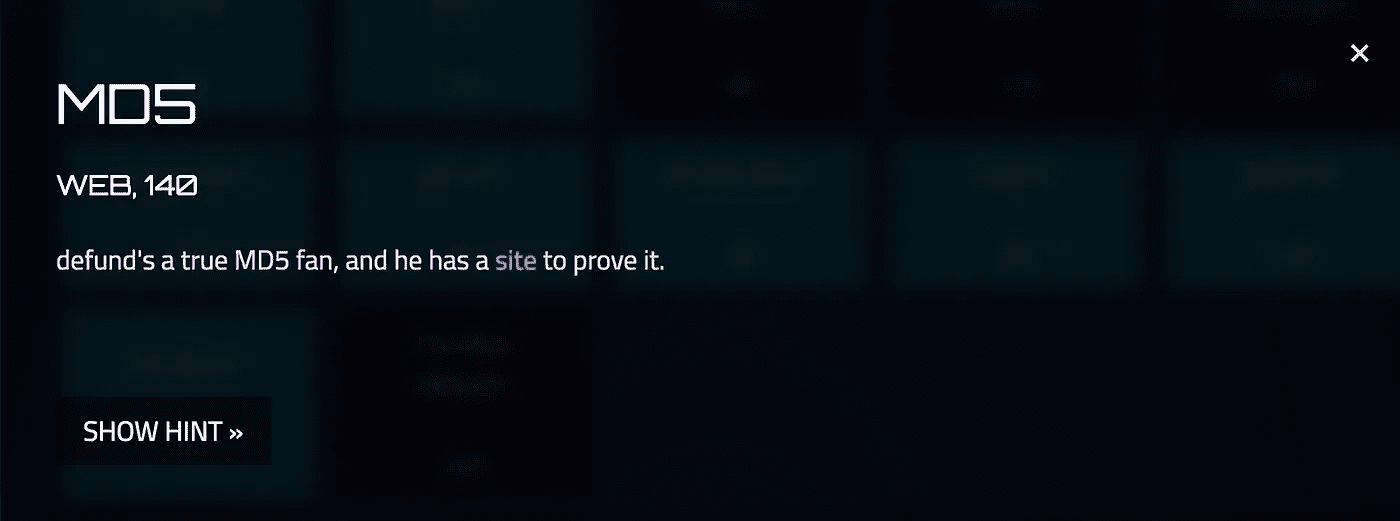 MD5
WEB, 140
defund's a true MD5 fan, and he has a site to prove it.
SHOW HINT »